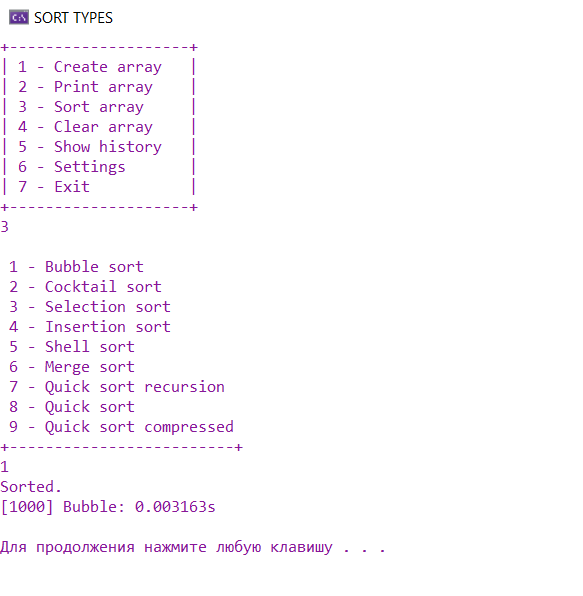 C:\ SORT TYPES
+--------------------+
| 1 - Create array   |
| 2 - Print array    |
| 3 - Sort array     |
| 4 - Clear array    |
| 5 - Show history   |
| 6 - Settings       |
| 7 - Exit           |
+--------------------+
3
 1 - Bubble sort
 2 - Cocktail sort
 3 - Selection sort
 4 - Insertion sort
 5 - Shell sort
 6 - Merge sort
 7 - Quick sort recursion
 8 - Quick sort
 9 - Quick sort compressed
+-------------------------+
1
Sorted.
[1000] Bubble: 0.003163s
Для продолжения нажмите любую клавишу . . .